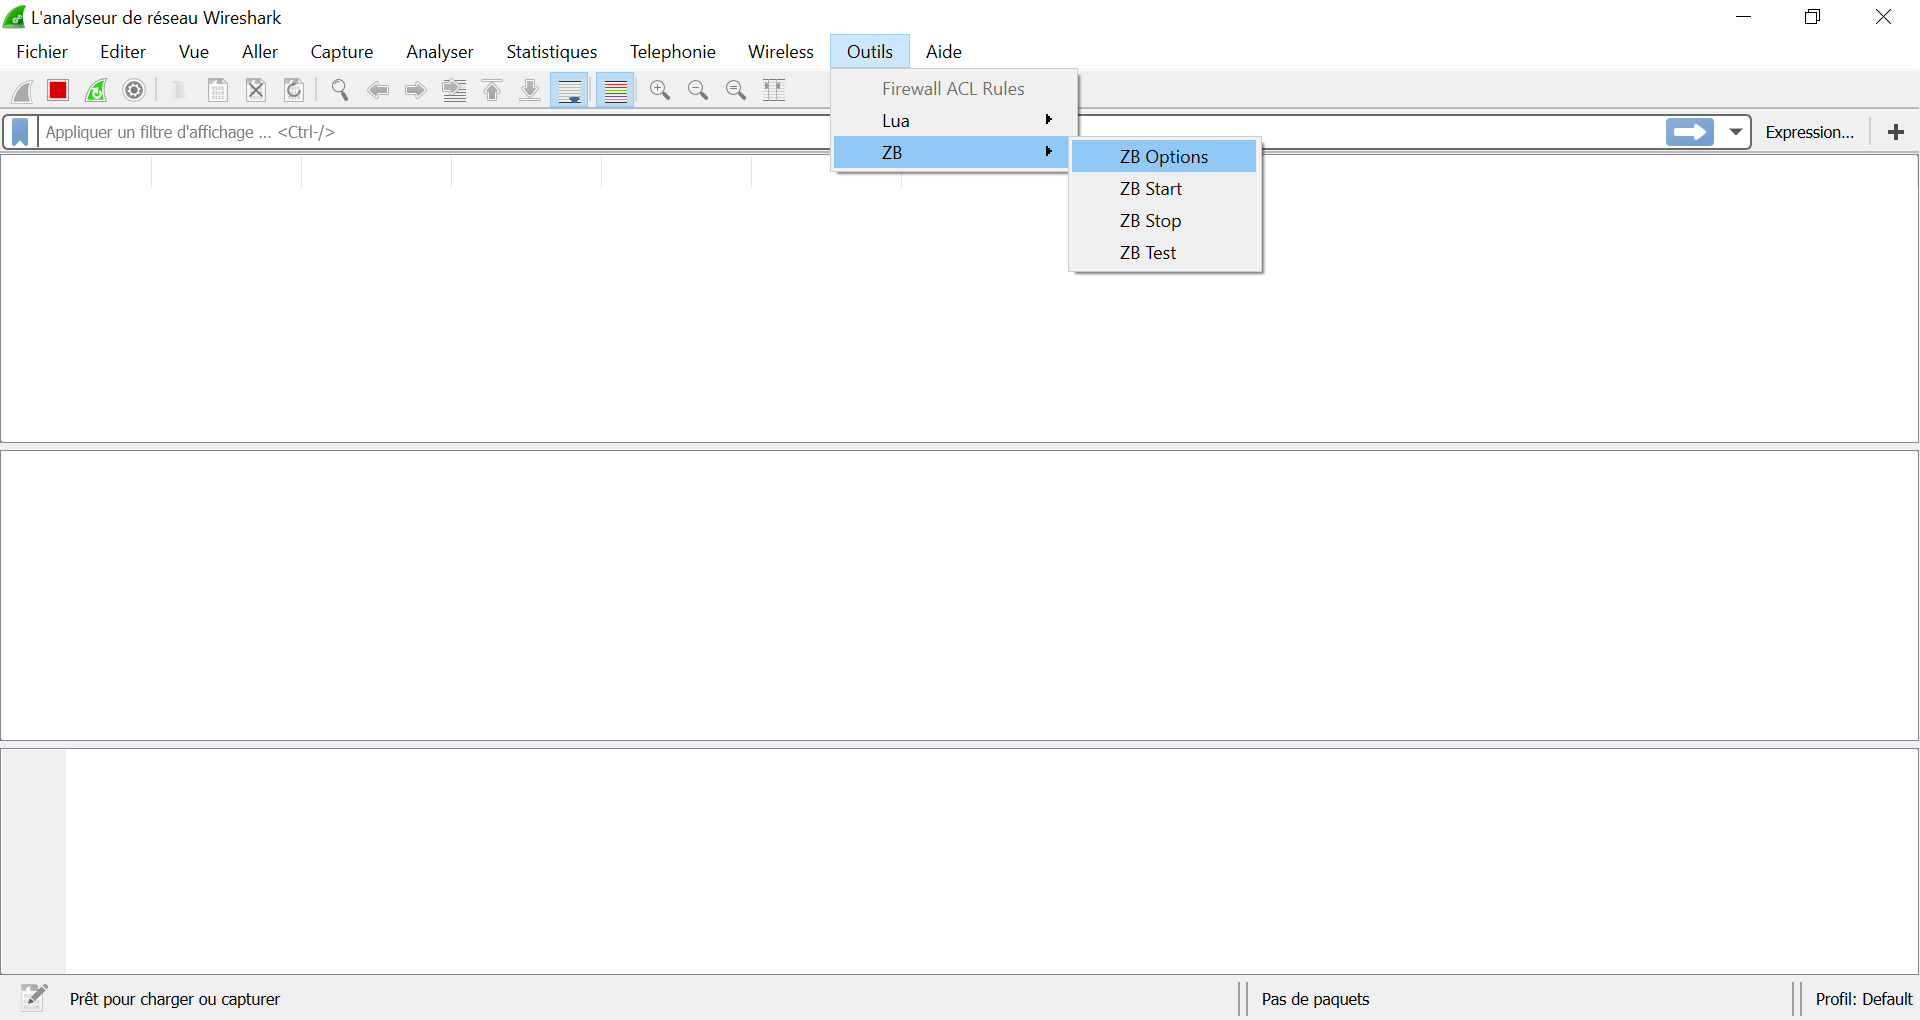 L'analyseur de réseau Wireshark
Fichier Editer Vue Aller Capture Analyser Statistiques Telephonie Wireless Outils Aide
Firewall ACL Rules
Lua
ZB
Appliquer un filtre d'affichage ... <Ctrl-/>
Expression...
ZB Options
ZB Start
ZB Stop
ZB Test
Prêt pour charger ou capturer
Pas de paquets
Profil: Default